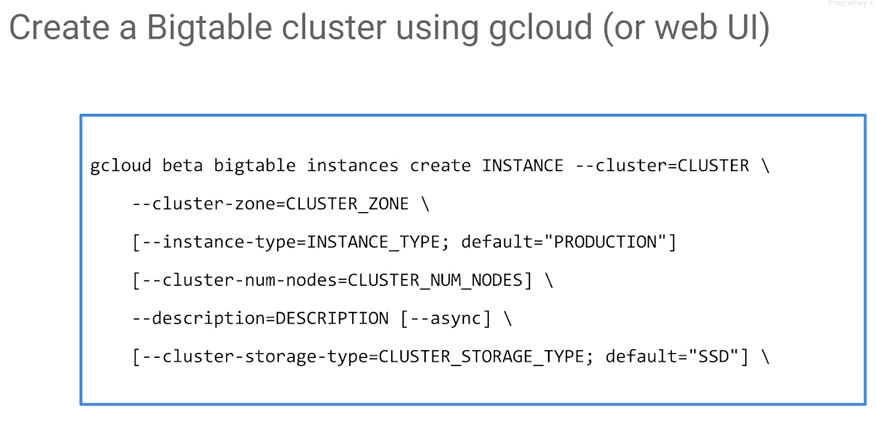 Proprietary +
Create a Bigtable cluster using gcloud (or web UI)
gcloud beta bigtable instances create INSTANCE --cluster=CLUSTER \
--cluster-zone=CLUSTER_ZONE \
[--instance-type=INSTANCE_TYPE; default="PRODUCTION"]
[--cluster-num-nodes=CLUSTER_NUM_NODES] \
--description=DESCRIPTION [--async] \
[--cluster-storage-type=CLUSTER_STORAGE_TYPE; default="SSD"] \